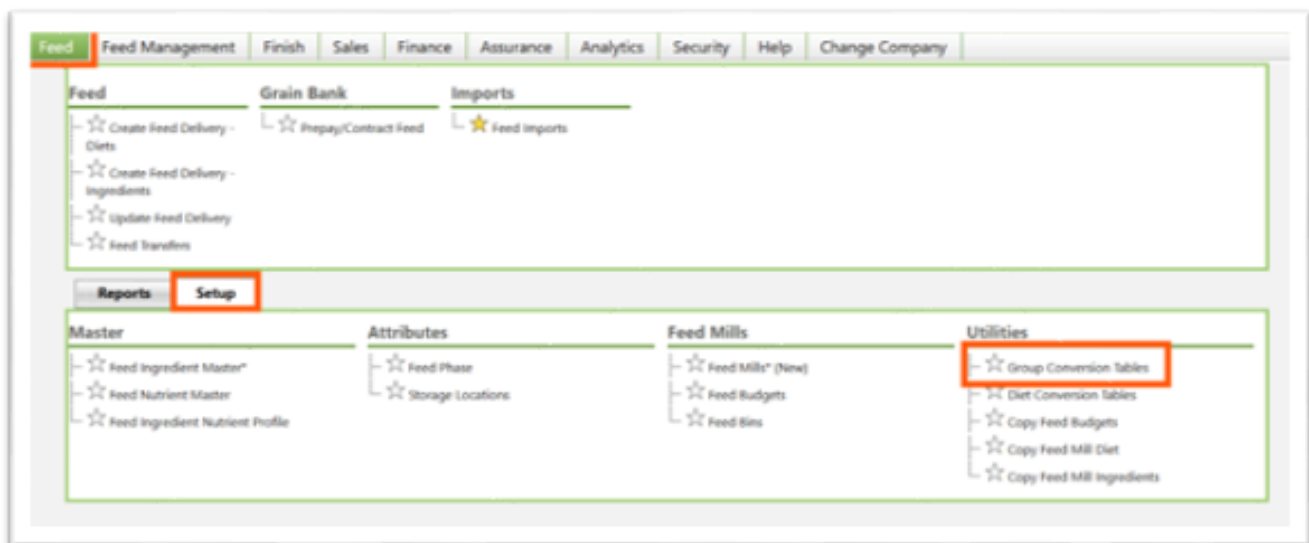 Feed Feed Management Finish Sales Finance Assurance Analytics Security Help Change Company
Feed
Create Feed Delivery -
Diets
Create Feed Delivery -
Ingredients
Update Feed Delivery
Feed Transfers
Grain Bank
Prepay/Contract Feed
Imports
Feed Imports
Reports Setup
Master
Feed Ingredient Master*
Feed Nutrient Master
Feed Ingredient Nutrient Profile
Attributes
Feed Phase
Storage Locations
Feed Mills
Feed Mills* (New)
Feed Budgets
Feed Bins
Utilities
Group Conversion Tables
Diet Conversion Tables
Copy Feed Budgets
Copy Feed Mill Diet
Copy Feed Mill Ingredients